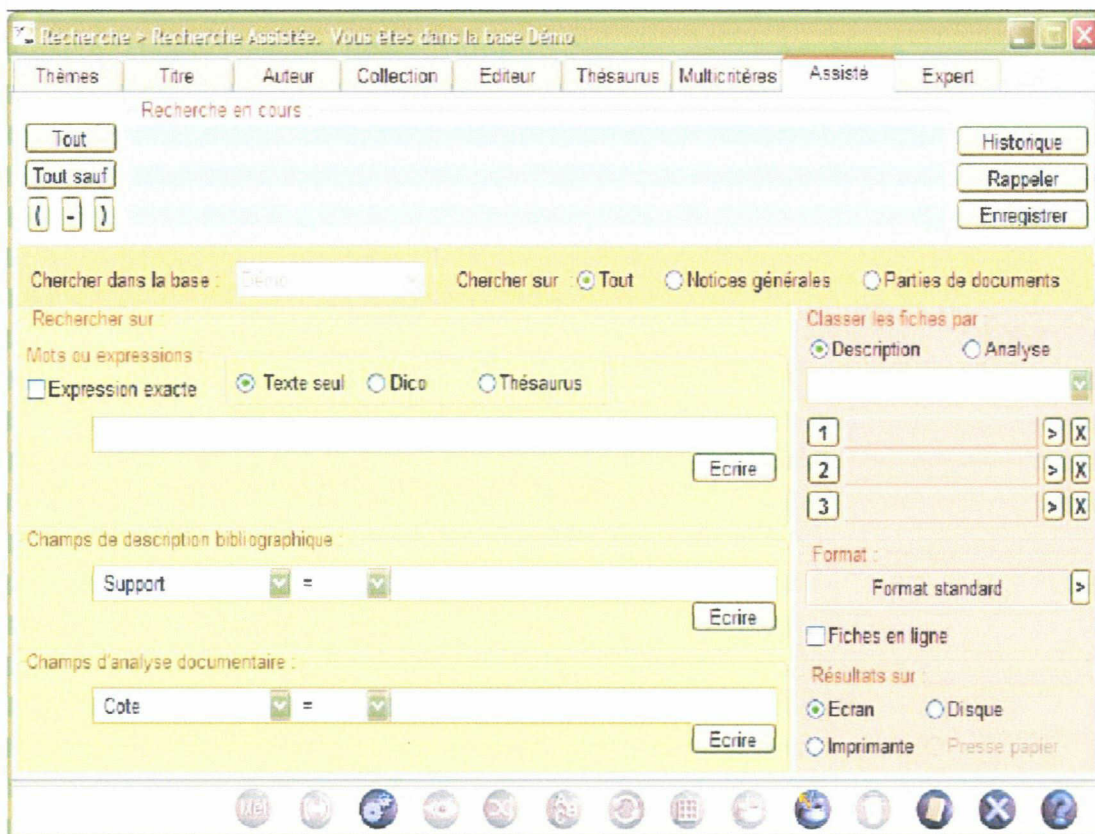 Recherche > Recherche Assistée. Vous êtes dans la base Démo
Thèmes Titre Auteur Collection Editeur Thésaurus Multicritères Assisté Expert
Recherche en cours :
Tout
Historique
Tout sauf
Rappeler
( - )
Enregistrer
Chercher dans la base : Démo Chercher sur : Tout Notices générales Parties de documents
Rechercher sur :
Classer les fiches par :
Mots ou expressions :
Description Analyse
Expression exacte Texte seul Dico Thésaurus
1 > X
Ecrire
2 > X
3 > X
Champs de description bibliographique :
Format :
Support =
Format standard >
Ecrire
Fiches en ligne
Champs d'analyse documentaire :
Résultats sur :
Cote =
Ecran Disque
Ecrire
Imprimante Presse papier